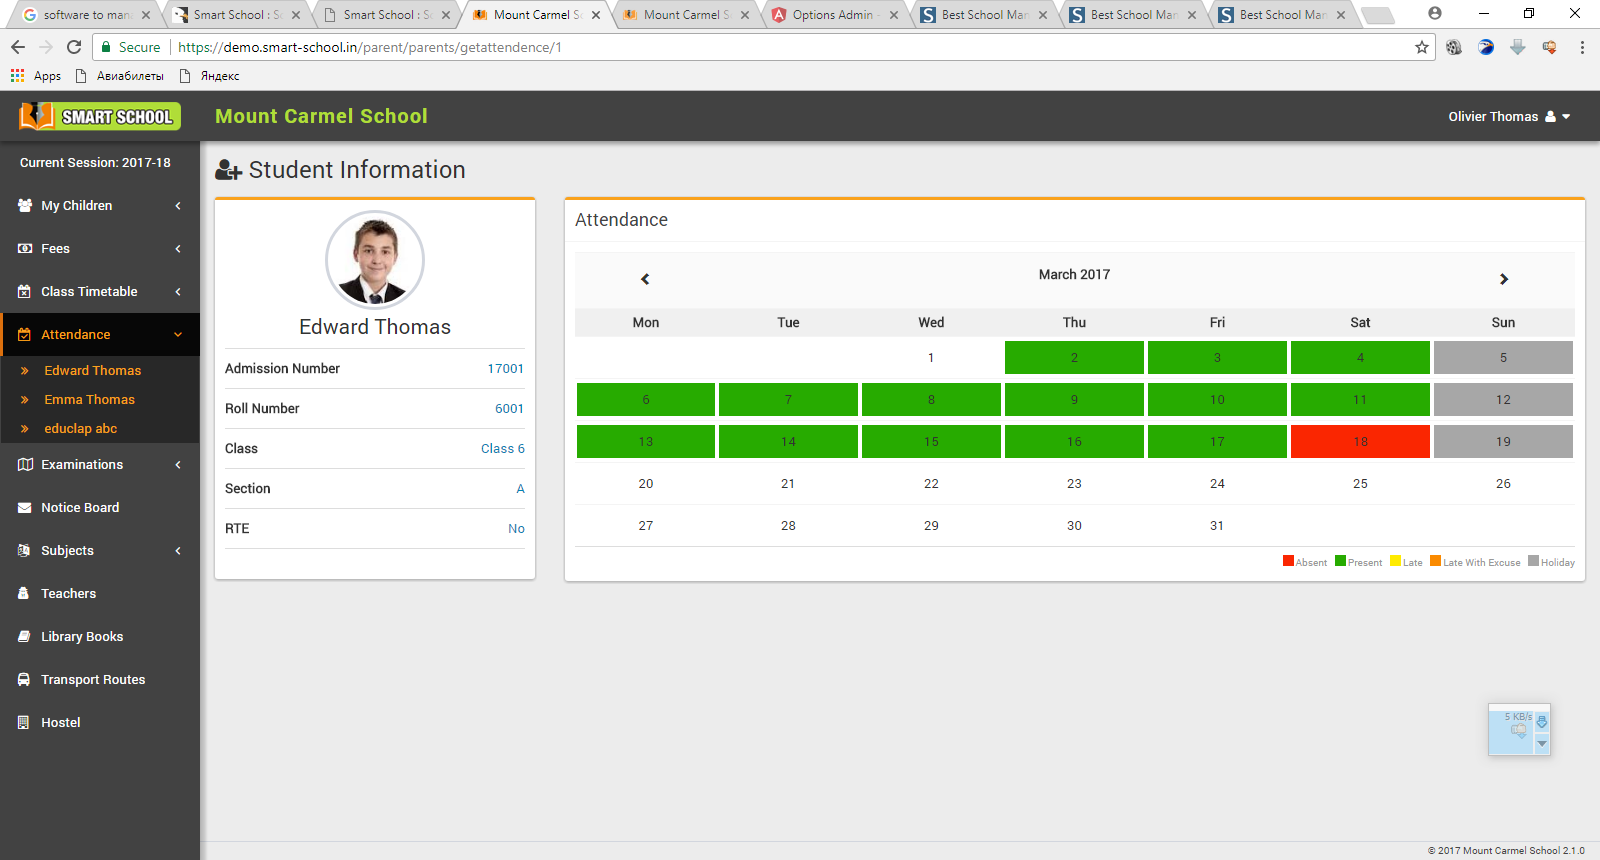 software to mana
Smart School : Sc
Smart School : Sc
Mount Carmel Sc
Mount Carmel Sc
Options Admin -
Best School Man
Best School Man
Best School Man
Secure https://demo.smart-school.in/parent/parents/getattendence/1
Apps Авиабилеты Яндекс
SMART SCHOOL Mount Carmel School Olivier Thomas
Current Session: 2017-18
My Children
Fees
Class Timetable
Attendance
Edward Thomas
Emma Thomas
educlap abc
Examinations
Notice Board
Subjects
Teachers
Library Books
Transport Routes
Hostel
Student Information
Edward Thomas
Admission Number 17001
Roll Number 6001
Class Class 6
Section A
RTE No
Attendance
March 2017
Mon Tue Wed Thu Fri Sat Sun
1 2 3 4 5
6 7 8 9 10 11 12
13 14 15 16 17 18 19
20 21 22 23 24 25 26
27 28 29 30 31
Absent Present Late Late With Excuse Holiday
5 KB/s
© 2017 Mount Carmel School 2.1.0